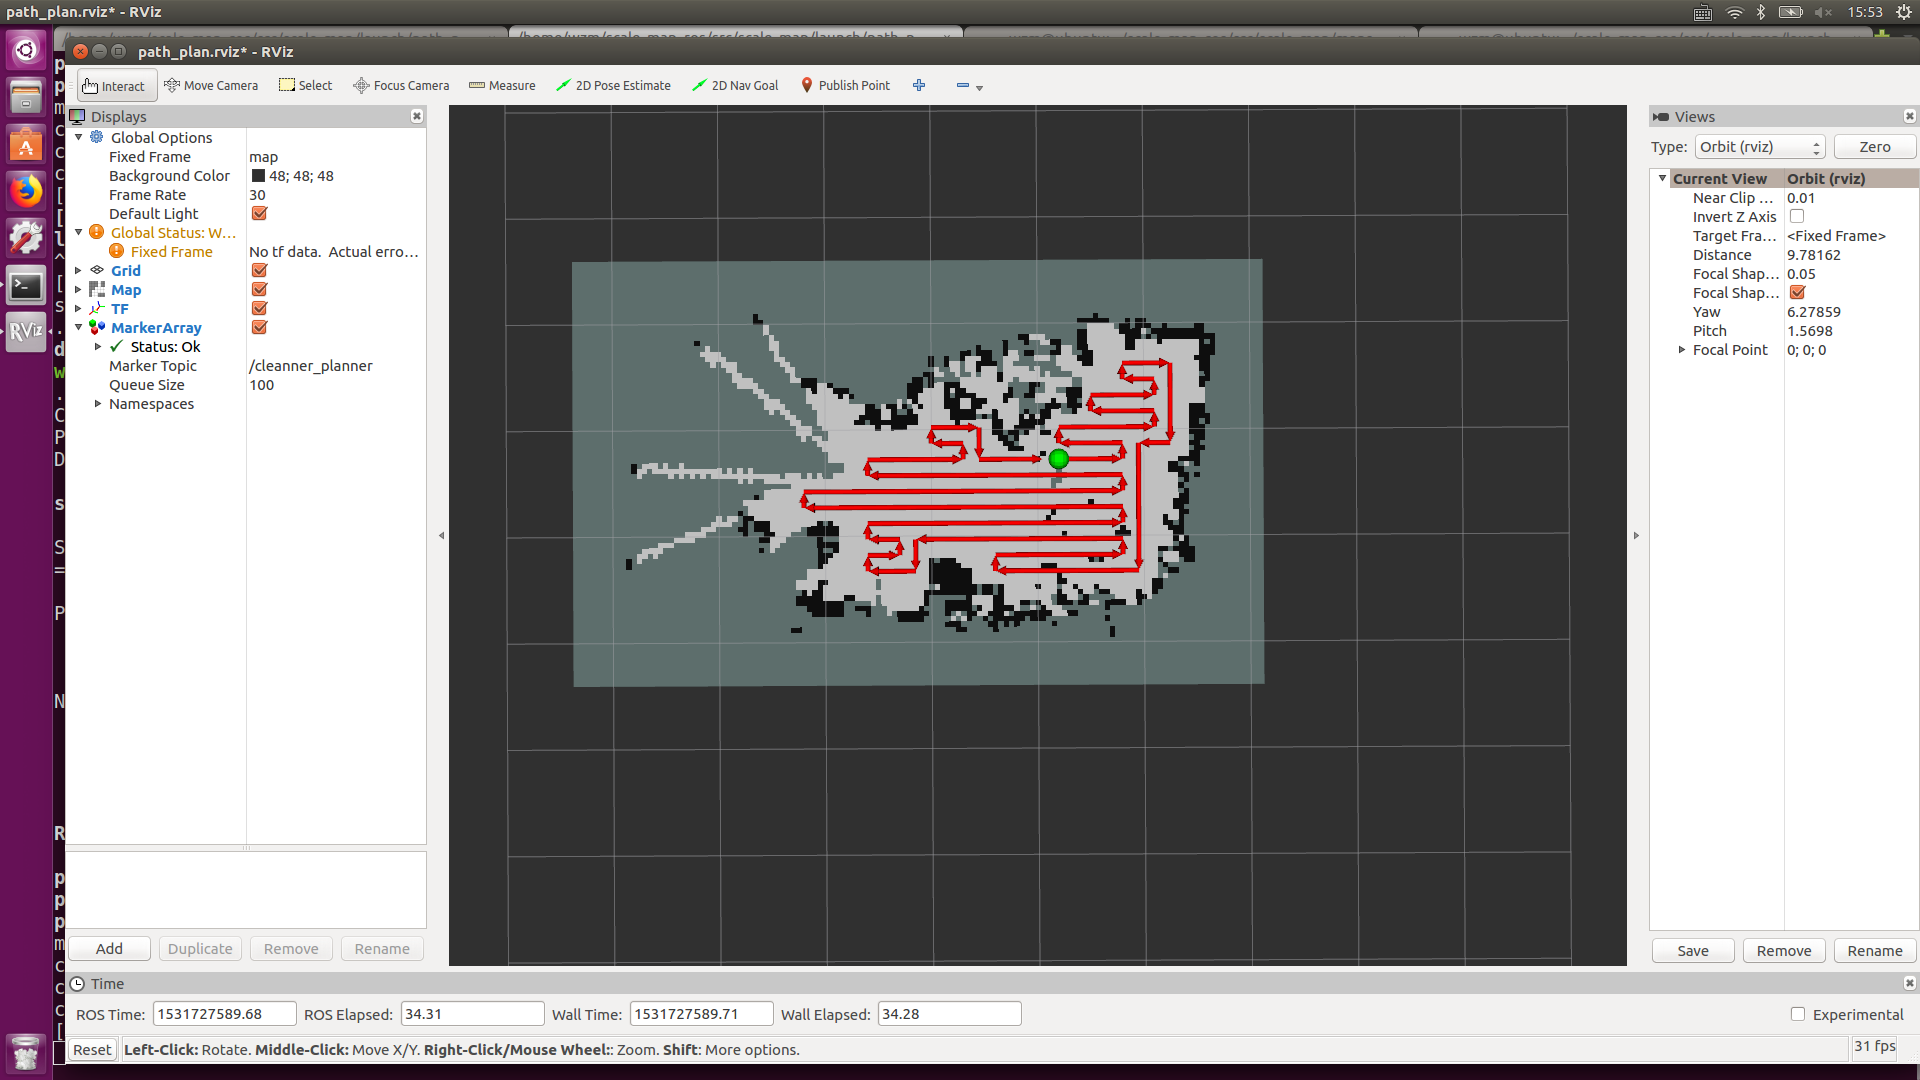 path_plan.rviz* - RViz
15:53
path_plan.rviz* - RViz
Interact
Move Camera
Select
Focus Camera
Measure
2D Pose Estimate
2D Nav Goal
Publish Point
Displays
Global Options
Fixed Frame map
Background Color 48; 48; 48
Frame Rate 30
Default Light
Global Status: W...
Fixed Frame No tf data. Actual erro...
Grid
Map
TF
MarkerArray
Status: Ok
Marker Topic /cleanner_planner
Queue Size 100
Namespaces
Add
Duplicate
Remove
Rename
Views
Type: Orbit (rviz) Zero
Current View Orbit (rviz)
Near Clip ... 0.01
Invert Z Axis
Target Fra... <Fixed Frame>
Distance 9.78162
Focal Shap... 0.05
Focal Shap...
Yaw 6.27859
Pitch 1.5698
Focal Point 0; 0; 0
Save
Remove
Rename
Time
ROS Time: 1531727589.68 ROS Elapsed: 34.31 Wall Time: 1531727589.71 Wall Elapsed: 34.28
Experimental
Reset
Left-Click: Rotate. Middle-Click: Move X/Y. Right-Click/Mouse Wheel:: Zoom. Shift: More options.
31 fps
RViz